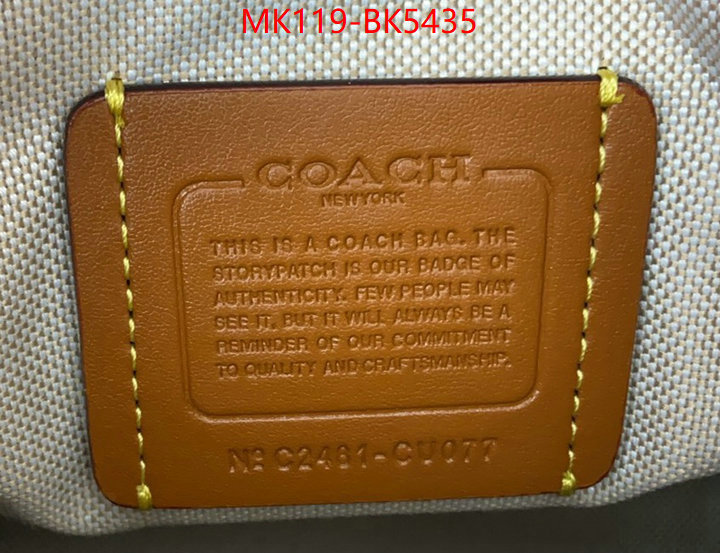 MK119-BK5435
COACH
NEW YORK
THIS IS A COACH BAG. THE
STORYPATCH IS OUR BADGE OF
AUTHENTICITY. FEW PEOPLE MAY
SEE IT, BUT IT WILL ALWAYS BE A
REMINDER OF OUR COMMITMENT
TO QUALITY AND CRAFTSMANSHIP.
Nº C2481-CU077